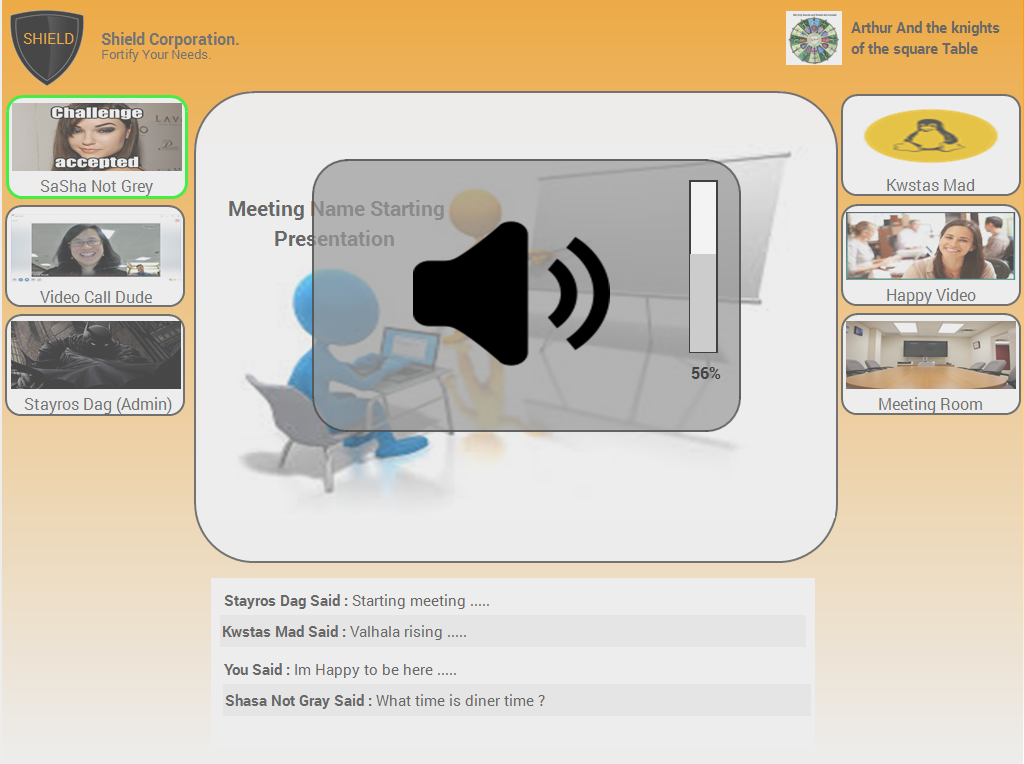 SHIELD
Shield Corporation.
Fortify Your Needs.
Arthur And the knights
of the square Table
Challenge
accepted
LAV
SaSha Not Grey
Video Call Dude
Stayros Dag (Admin)
Meeting Name Starting
Presentation
56%
Kwstas Mad
Happy Video
Meeting Room
Stayros Dag Said : Starting meeting .....
Kwstas Mad Said : Valhala rising .....
You Said : Im Happy to be here .....
Shasa Not Gray Said : What time is diner time ?